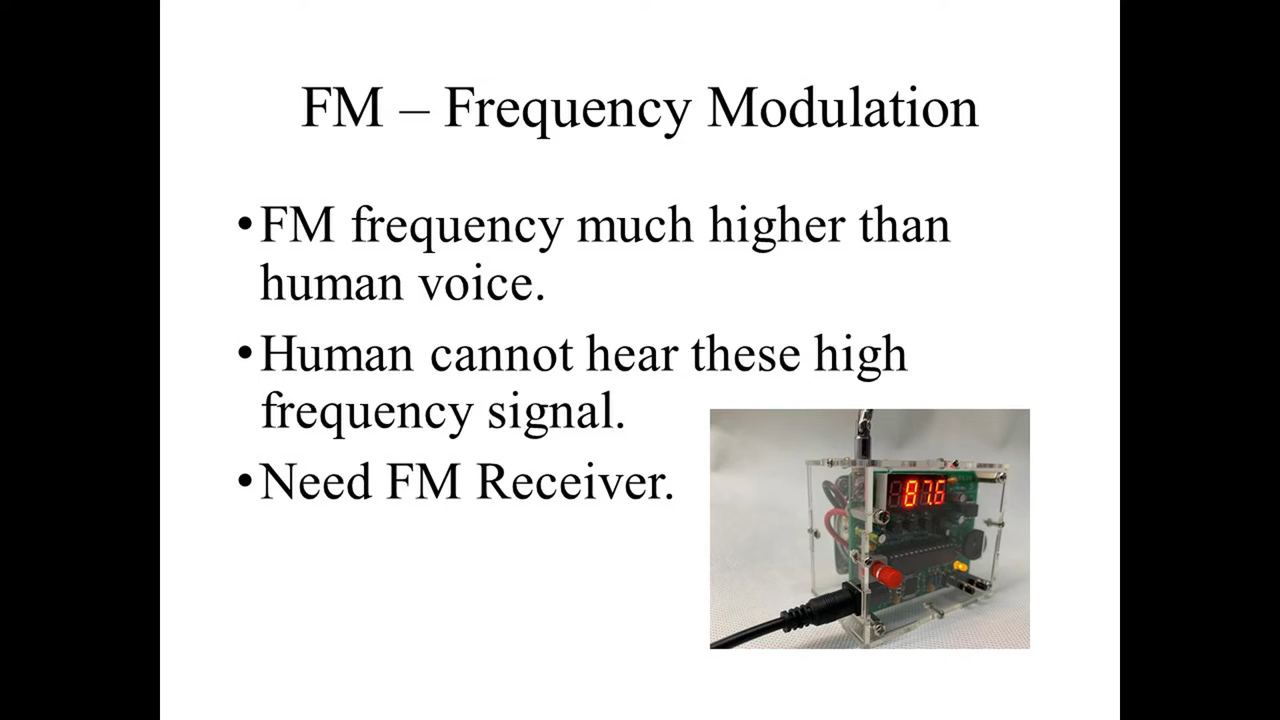 FM – Frequency Modulation
•FM frequency much higher than
human voice.
•Human cannot hear these high
frequency signal.
•Need FM Receiver.
87.6